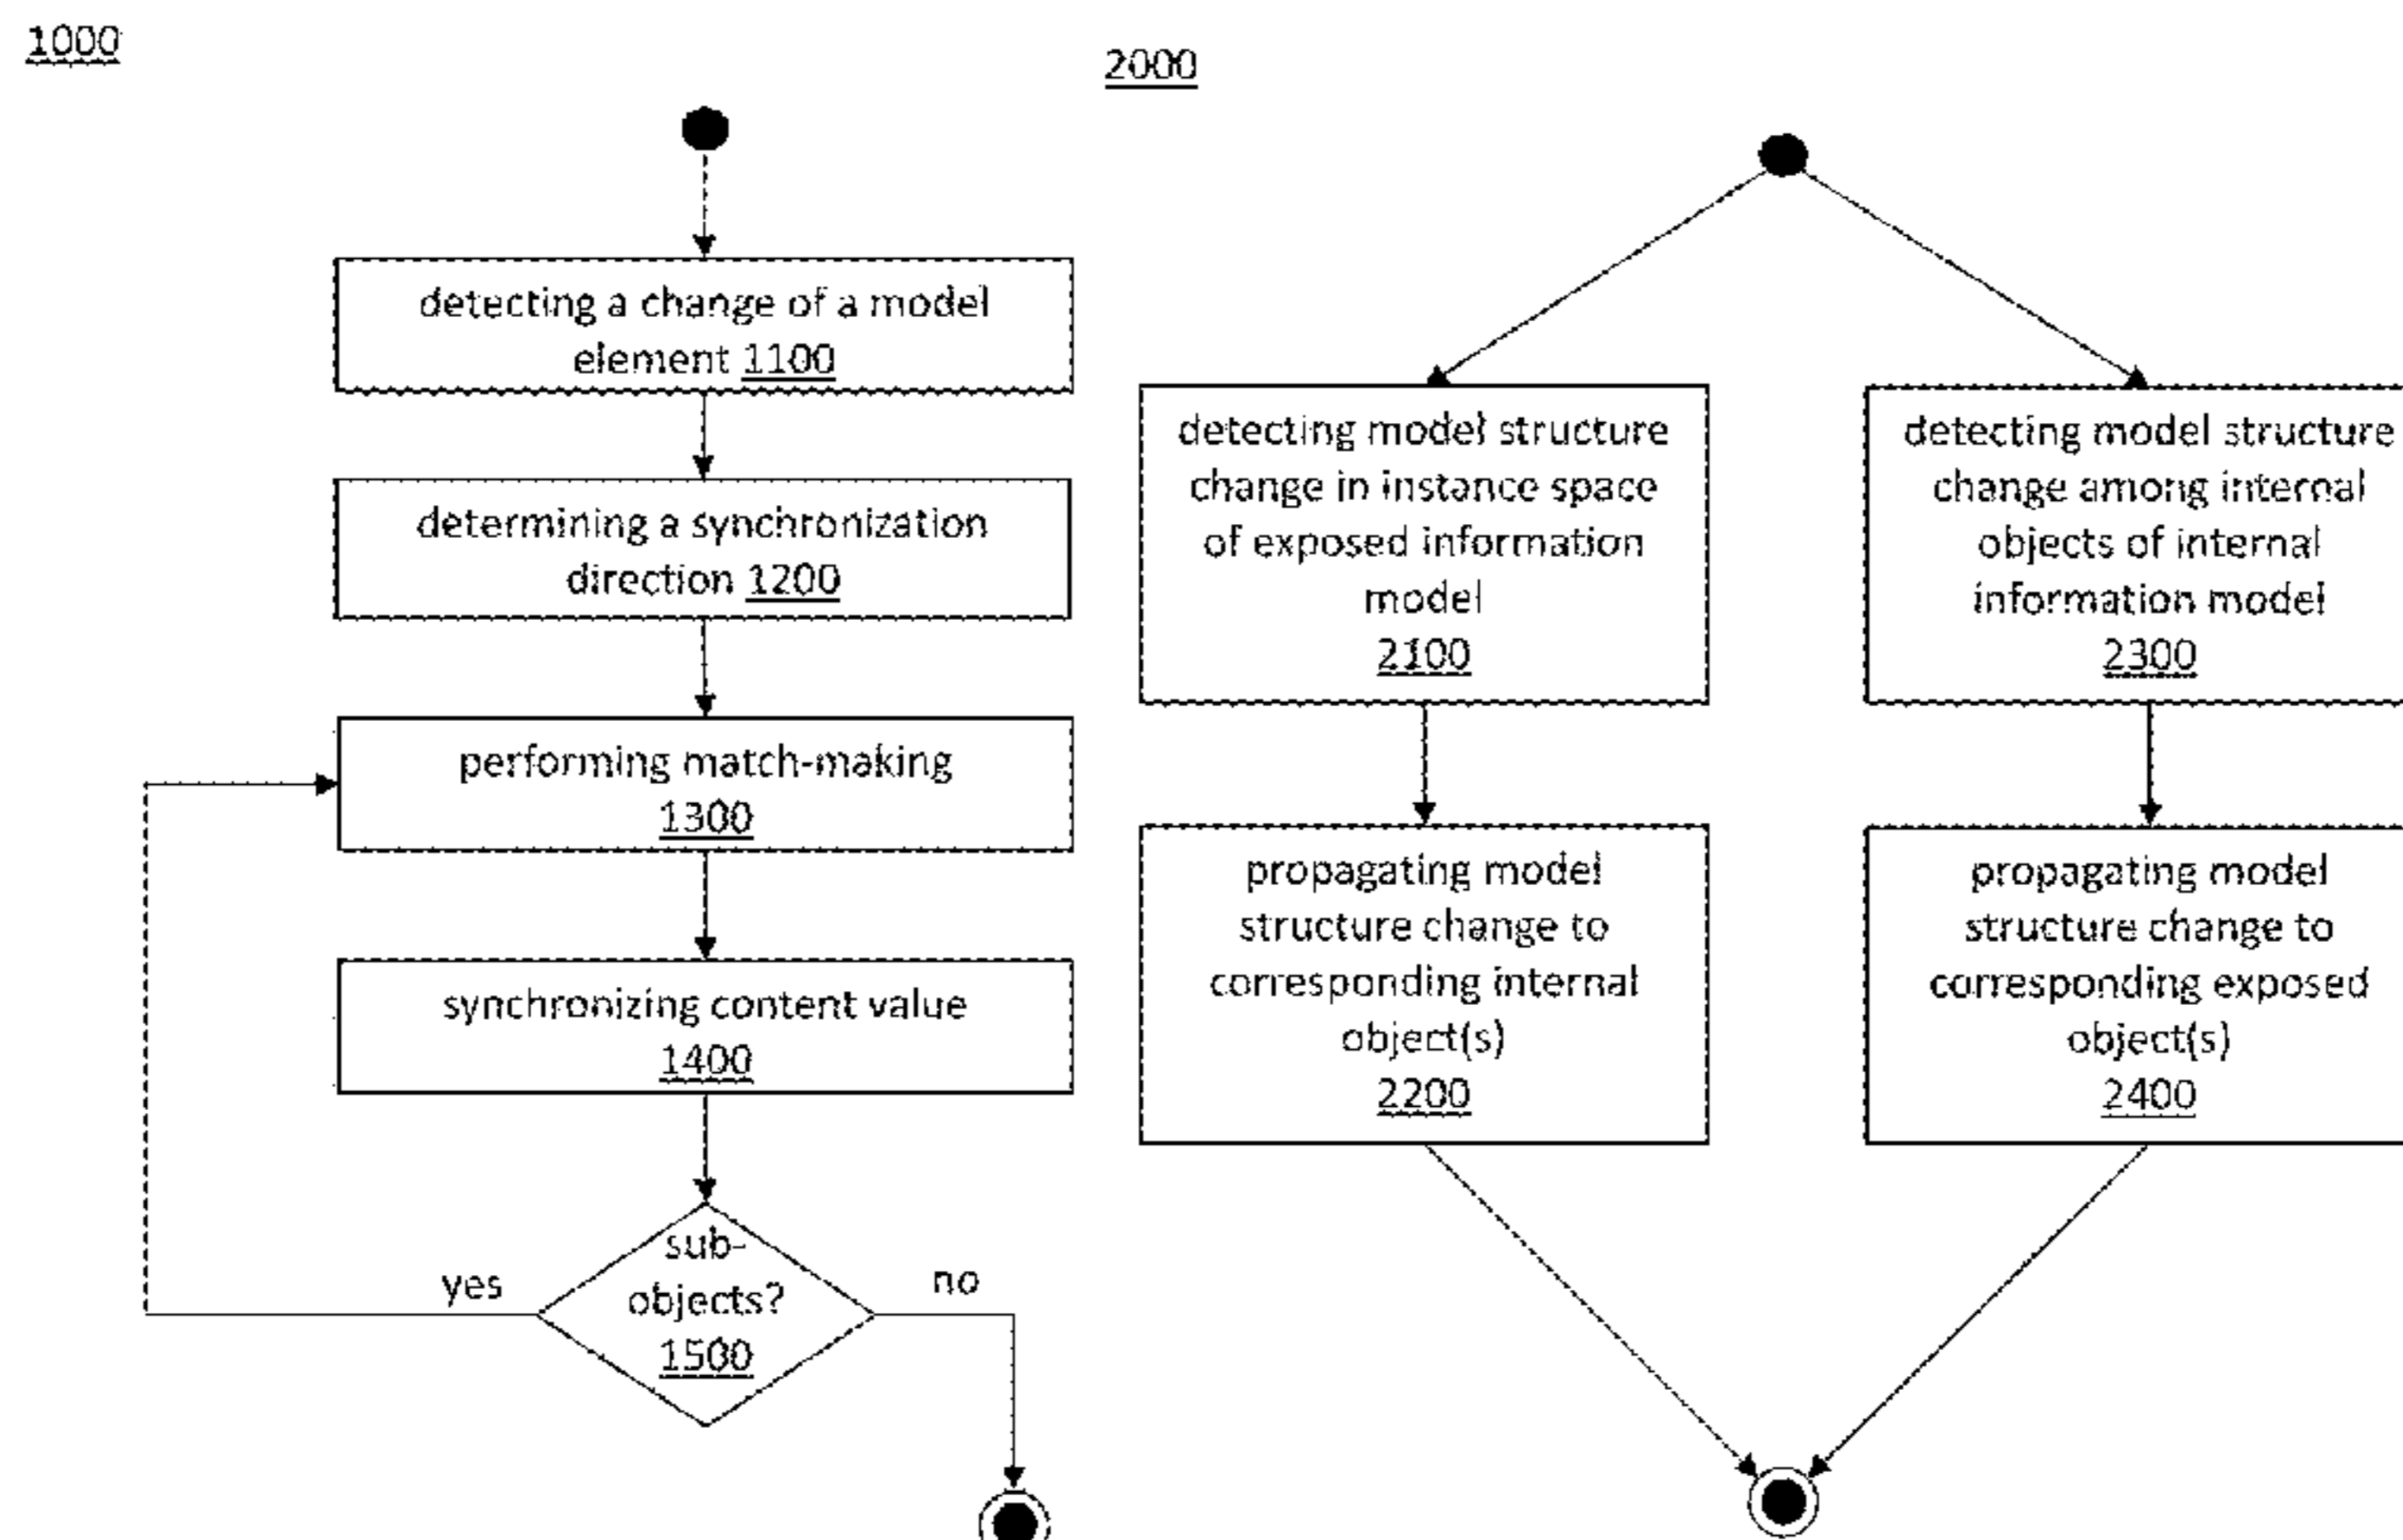 1000
detecting a change of a model
element 1100
determining a synchronization
direction 1200
performing match-making
1300
synchronizing content value
1400
sub-
objects?
1500
yes
no
2000
detecting model structure
change in instance space
of exposed information
model
2100
propagating model
structure change to
corresponding internal
object(s)
2200
detecting model structure
change among internal
objects of internal
information model
2300
propagating model
structure change to
corresponding exposed
object(s)
2400